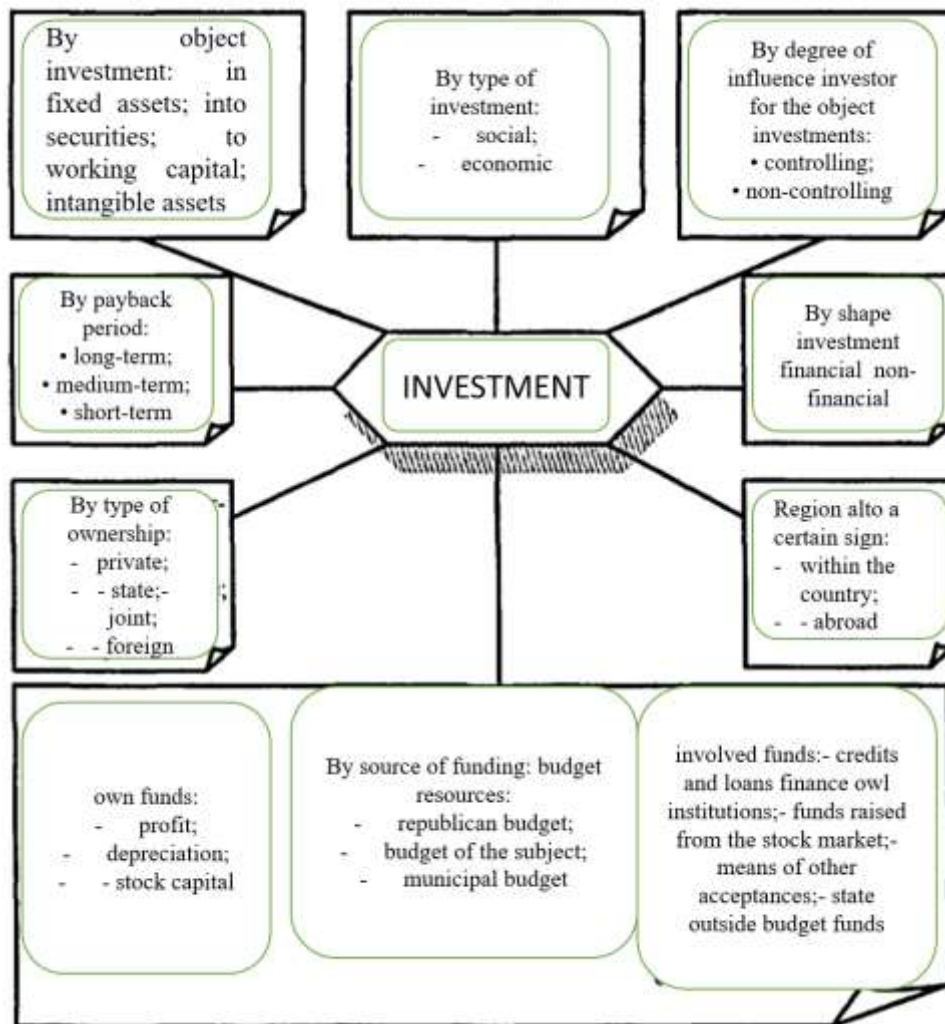 By object
investment: in
fixed assets; into
securities; to
working capital;
intangible assets
By type of
investment:
- social;
- economic
By degree of
influence investor
for the object
investments:
• controlling;
• non-controlling
By payback
period:
• long-term;
• medium-term;
• short-term
INVESTMENT
By shape
investment
financial non-
financial
By type of
ownership:
- private;
- - state;-
joint;
- - foreign
Region alto a
certain sign:
- within the
country;
- - abroad
own funds:
- profit;
- depreciation;
- - stock capital
By source of funding: budget
resources:
- republican budget;
- budget of the subject;
- municipal budget
involved funds:- credits
and loans finance owl
institutions;- funds raised
from the stock market;-
means of other
acceptances;- state
outside budget funds